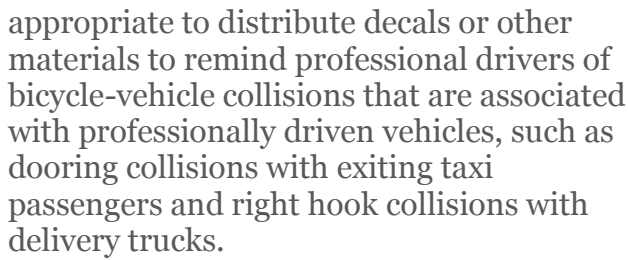 appropriate to distribute decals or other
materials to remind professional drivers of
bicycle-vehicle collisions that are associated
with professionally driven vehicles, such as
dooring collisions with exiting taxi
passengers and right hook collisions with
delivery trucks.